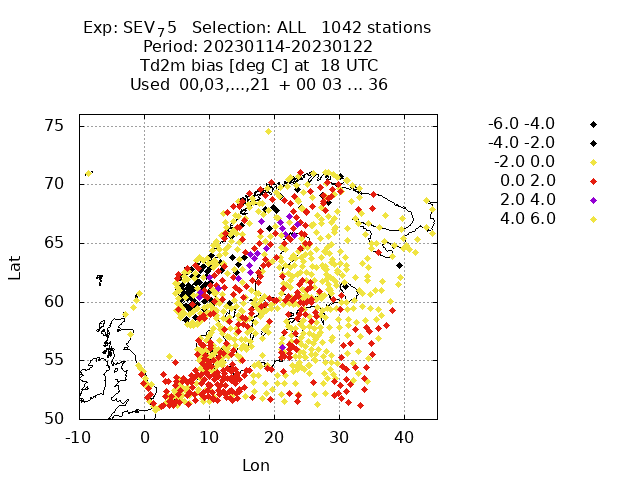 Exp: SEV₇5 Selection: ALL 1042 stations
Period: 20230114-20230122
Td2m bias [deg C] at 18 UTC
Used 00,03,...,21 + 00 03 ... 36
75
70
65
60
55
50
-10 0 10 20 30 40
Lat
Lon
-6.0 -4.0
-4.0 -2.0
-2.0 0.0
0.0 2.0
2.0 4.0
4.0 6.0